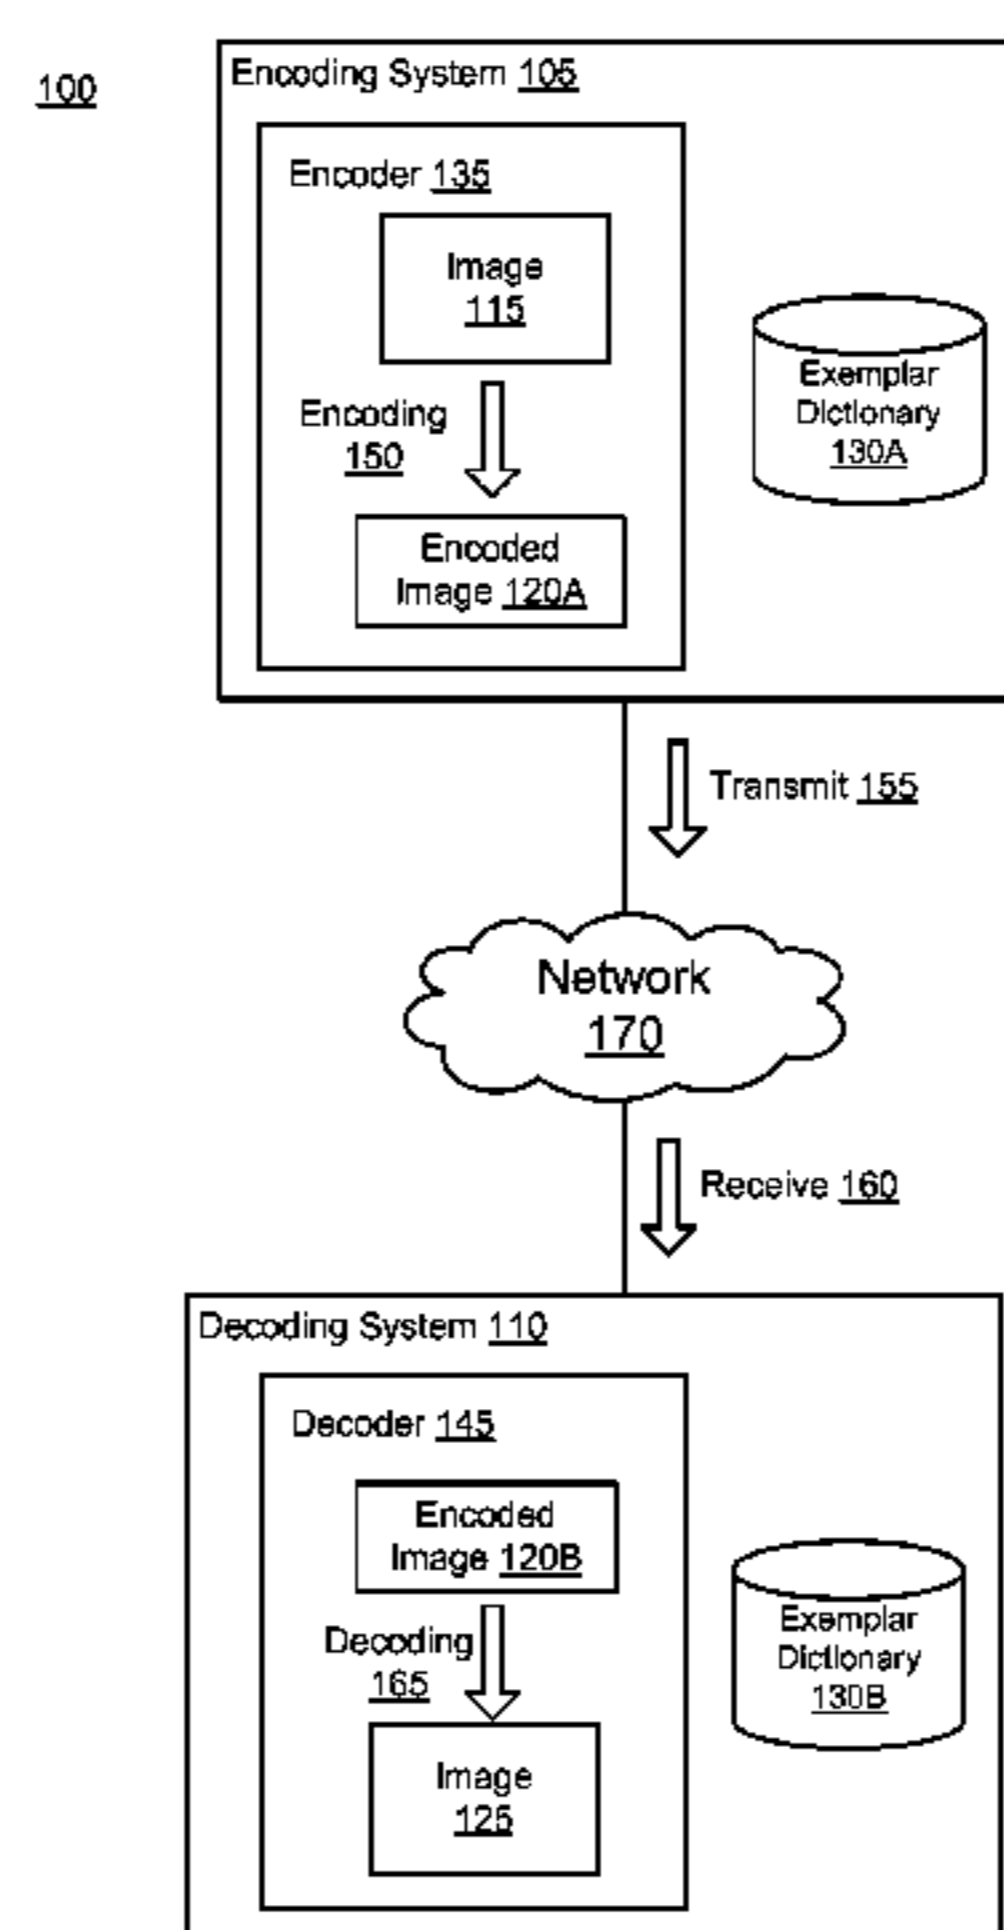 100
Encoding System 105
Encoder 135
Image
115
Encoding
150
Encoded
Image 120A
Exemplar
Dictionary
130A
Transmit 155
Network
170
Receive 160
Decoding System 110
Decoder 145
Encoded
Image 120B
Decoding
165
Image
125
Exemplar
Dictionary
130B